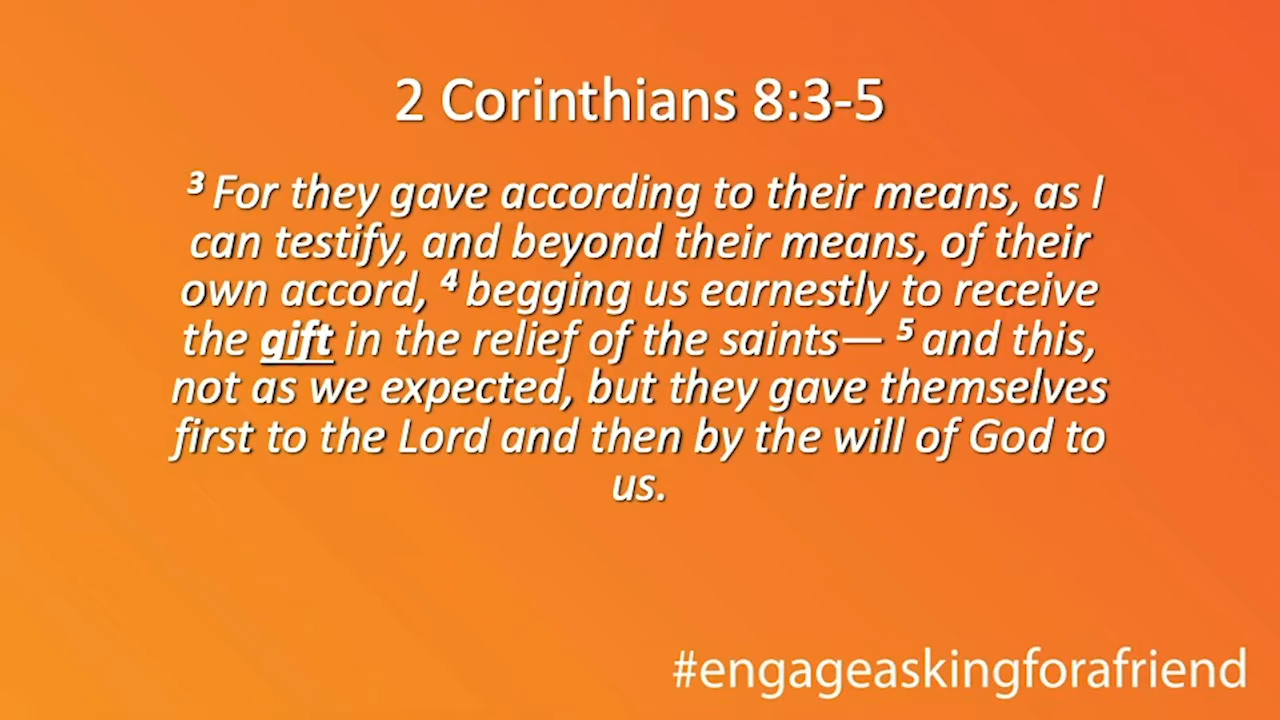 2 Corinthians 8:3-5
³ For they gave according to their means, as I
can testify, and beyond their means, of their
own accord, ⁴ begging us earnestly to receive
the gift in the relief of the saints— ⁵ and this,
not as we expected, but they gave themselves
first to the Lord and then by the will of God to
us.
#engageaskingforafriend